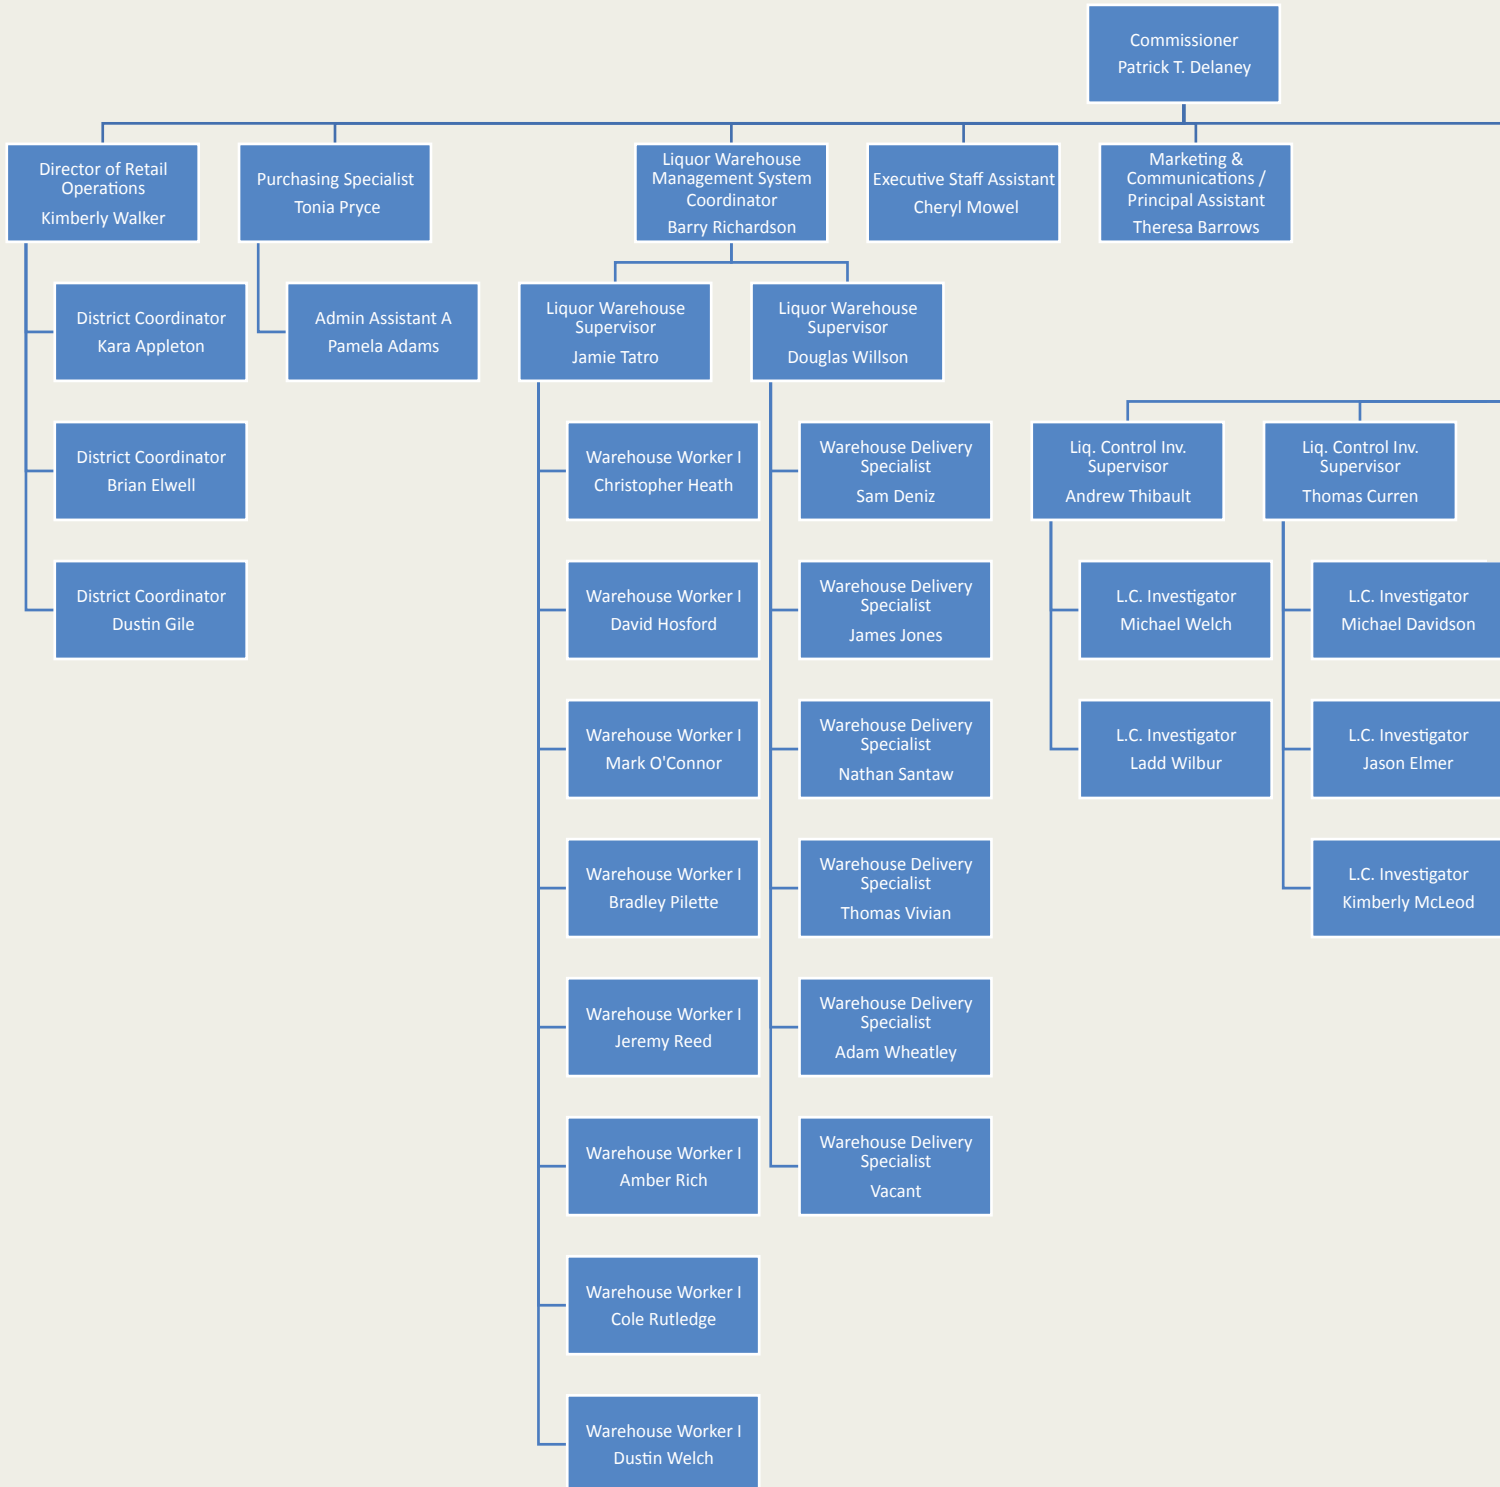 Commissioner
Patrick T. Delaney
Director of Retail
Operations
Kimberly Walker
Purchasing Specialist
Tonia Pryce
Liquor Warehouse
Management System
Coordinator
Barry Richardson
Executive Staff Assistant
Cheryl Mowel
Marketing &
Communications /
Principal Assistant
Theresa Barrows
District Coordinator
Kara Appleton
District Coordinator
Brian Elwell
District Coordinator
Dustin Gile
Admin Assistant A
Pamela Adams
Liquor Warehouse
Supervisor
Jamie Tatro
Warehouse Worker I
Christopher Heath
Warehouse Worker I
David Hosford
Warehouse Worker I
Mark O'Connor
Warehouse Worker I
Bradley Pilette
Warehouse Worker I
Jeremy Reed
Warehouse Worker I
Amber Rich
Warehouse Worker I
Cole Rutledge
Warehouse Worker I
Dustin Welch
Liquor Warehouse
Supervisor
Douglas Willson
Warehouse Delivery
Specialist
Sam Deniz
Warehouse Delivery
Specialist
James Jones
Warehouse Delivery
Specialist
Nathan Santaw
Warehouse Delivery
Specialist
Thomas Vivian
Warehouse Delivery
Specialist
Adam Wheatley
Warehouse Delivery
Specialist
Vacant
Liq. Control Inv.
Supervisor
Andrew Thibault
L.C. Investigator
Michael Welch
L.C. Investigator
Ladd Wilbur
Liq. Control Inv.
Supervisor
Thomas Curren
L.C. Investigator
Michael Davidson
L.C. Investigator
Jason Elmer
L.C. Investigator
Kimberly McLeod